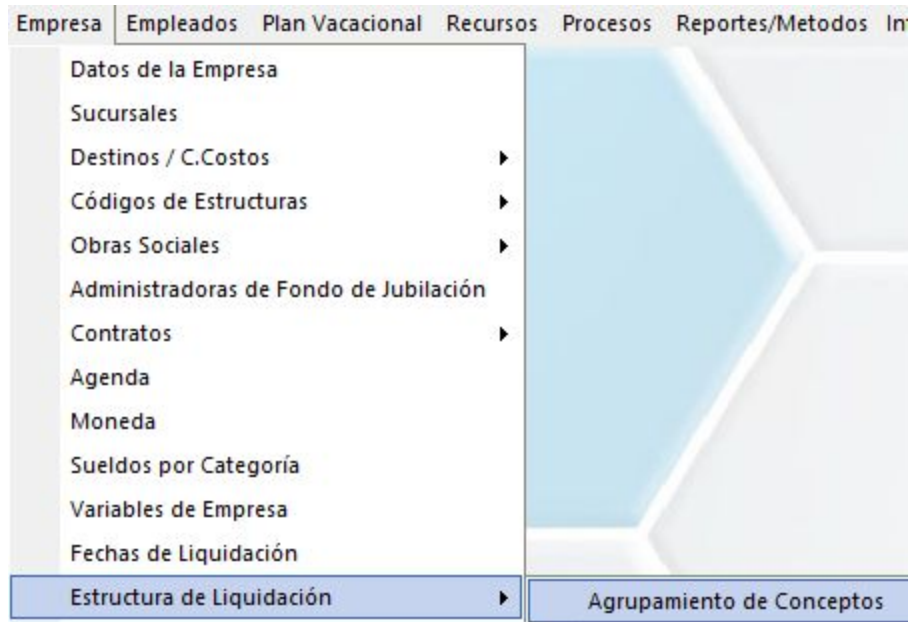 Empresa Empleados Plan Vacacional Recursos Procesos Reportes/Metodos
Datos de la Empresa
Sucursales
Destinos / C.Costos
Códigos de Estructuras
Obras Sociales
Administradoras de Fondo de Jubilación
Contratos
Agenda
Moneda
Sueldos por Categoría
Variables de Empresa
Fechas de Liquidación
Estructura de Liquidación Agrupamiento de Conceptos